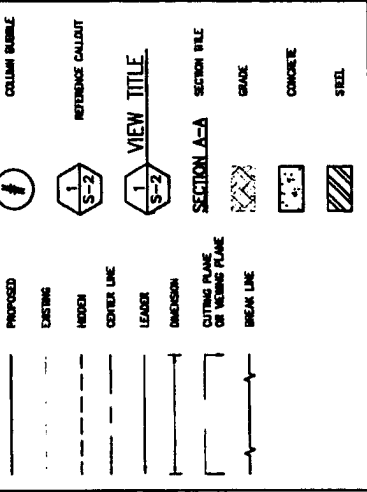 PROPOSED
EXISTING
HIDDEN
CENTER LINE
LEADER
DIMENSION
CUTTING PLANE
OR VIEWING PLANE
BREAK LINE
#
COLUMN BUBBLE
1
S-2
REFERENCE CALLOUT
1
S-2
VIEW TITLE
SECTION A-A
SECTION TITLE
GRADE
CONCRETE
STEEL